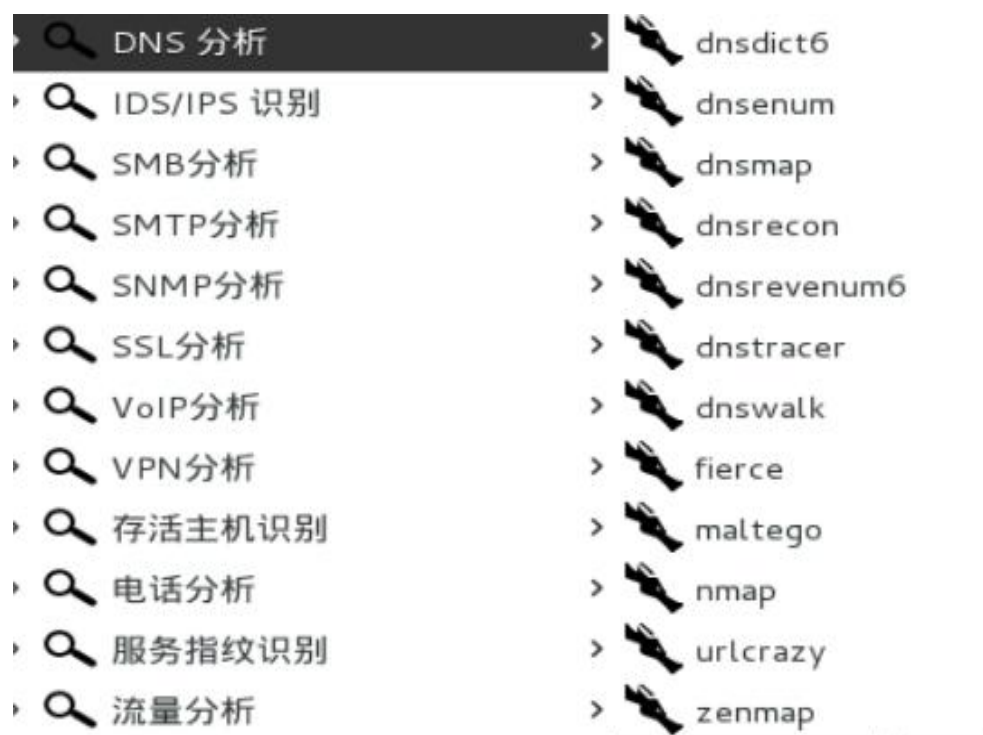 DNS 分析
IDS/IPS 识别
SMB分析
SMTP分析
SNMP分析
SSL分析
VoIP分析
VPN分析
存活主机识别
电话分析
服务指纹识别
流量分析
dnsdict6
dnsenum
dnsmap
dnsrecon
dnsrevenum6
dnstracer
dnswalk
fierce
maltego
nmap
urlcrazy
zenmap